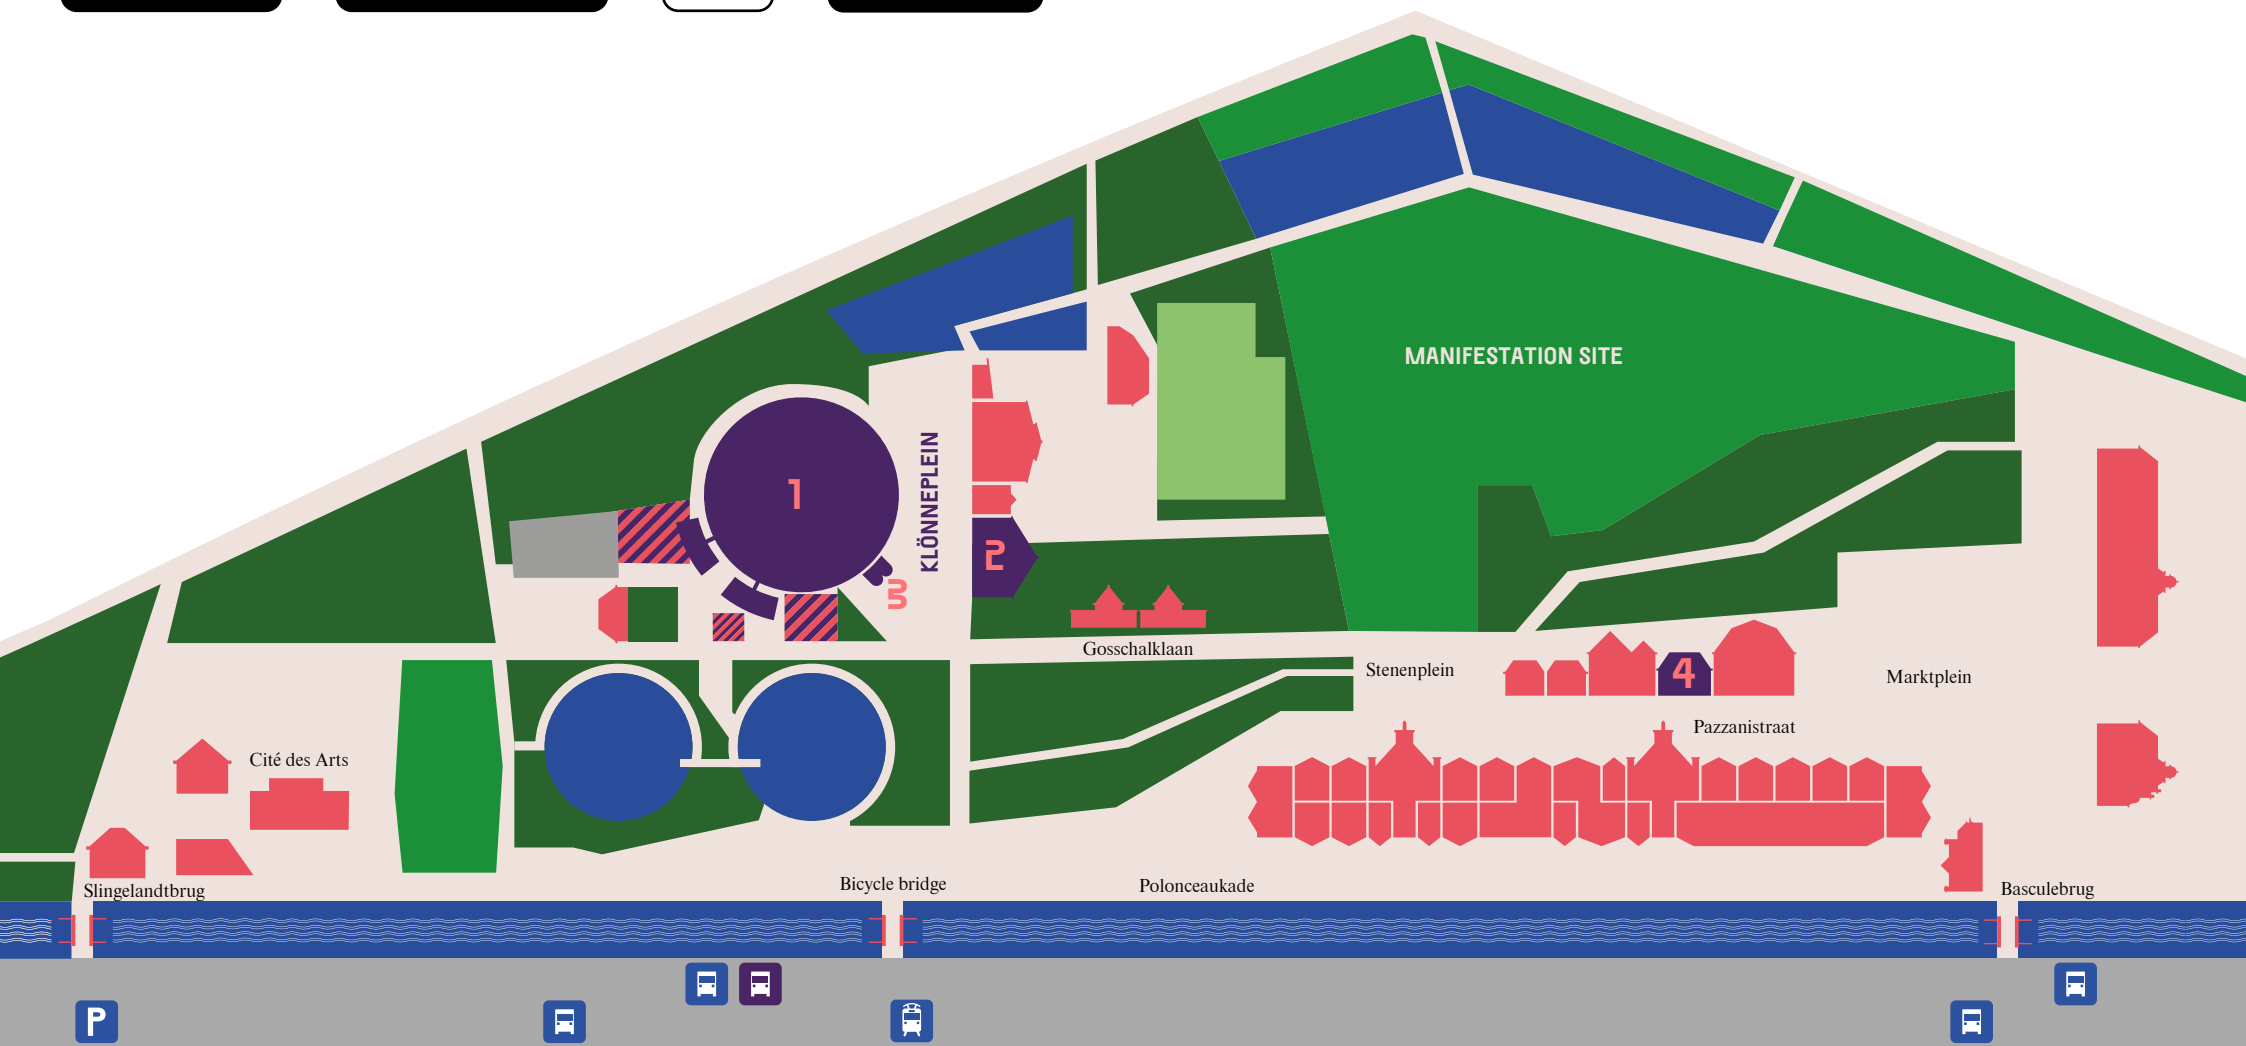 MANIFESTATION SITE
KLÖNNEPLEIN
1
2
3
4
Gosschalklaan
Stenenplein
Marktplein
Pazzanistraat
Cité des Arts
Slingelandtbrug
Bicycle bridge
Polonceaukade
Basculebrug
P